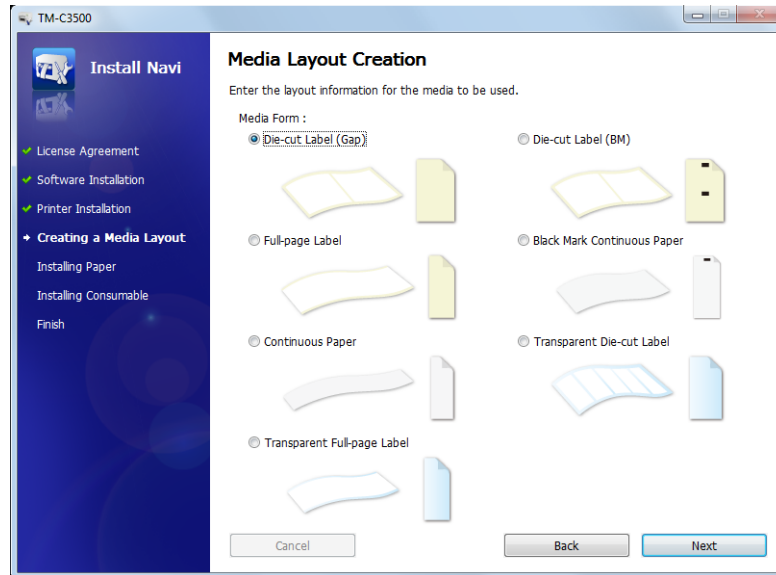 TM-C3500
Install Navi
License Agreement
Software Installation
Printer Installation
Creating a Media Layout
Installing Paper
Installing Consumable
Finish
Media Layout Creation
Enter the layout information for the media to be used.
Media Form :
Die-cut Label (Gap)
Die-cut Label (BM)
Full-page Label
Black Mark Continuous Paper
Continuous Paper
Transparent Die-cut Label
Transparent Full-page Label
Cancel
Back
Next